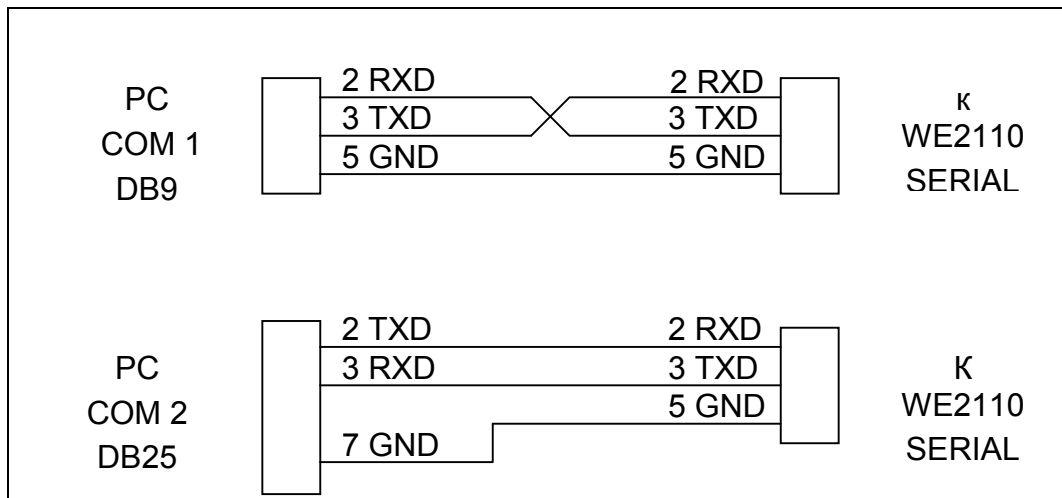 PC
COM 1
DB9
2 RXD
3 TXD
5 GND
2 RXD
3 TXD
5 GND
к
WE2110
SERIAL
PC
COM 2
DB25
2 TXD
3 RXD
7 GND
2 RXD
3 TXD
5 GND
К
WE2110
SERIAL